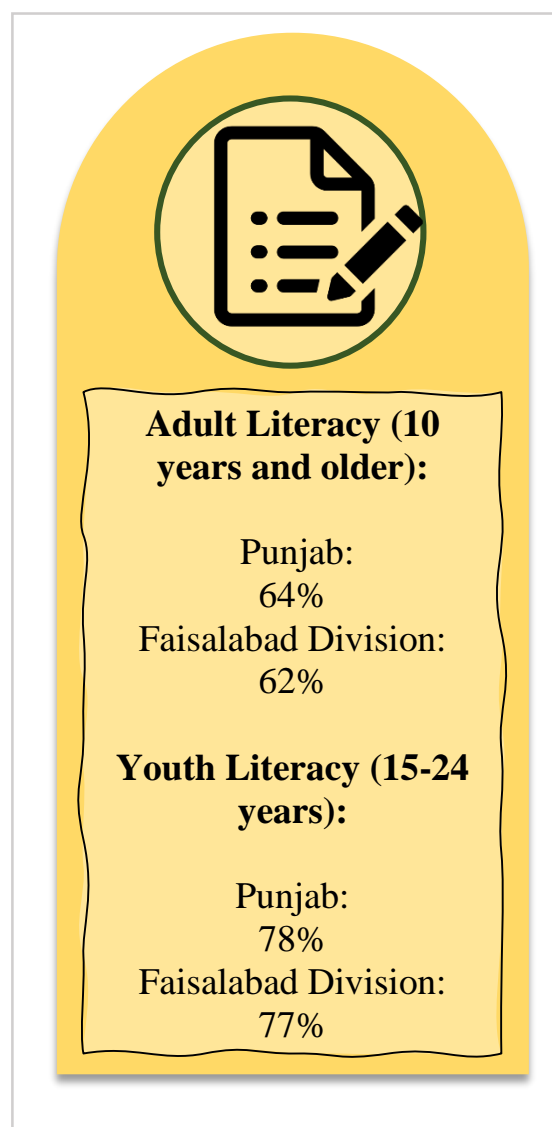 Adult Literacy (10
years and older):
Punjab:
64%
Faisalabad Division:
62%
Youth Literacy (15-24
years):
Punjab:
78%
Faisalabad Division:
77%